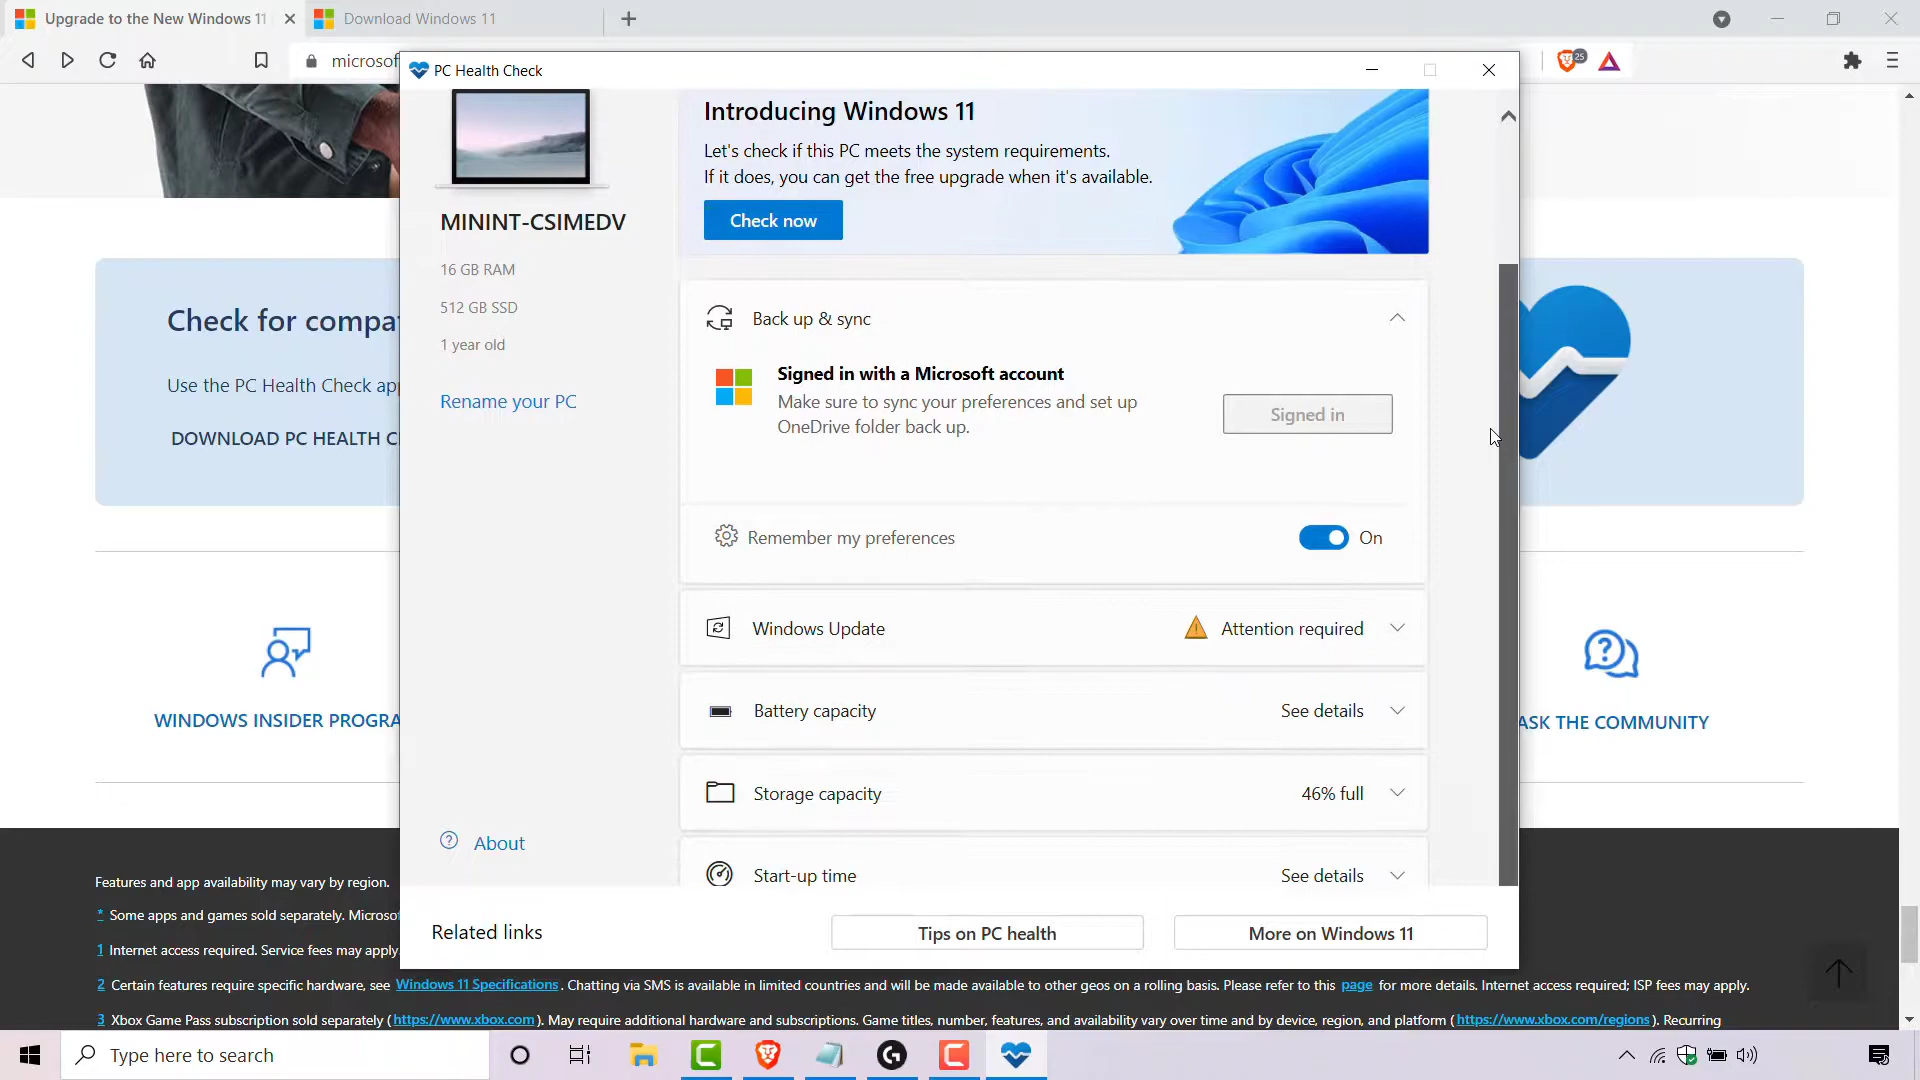 Upgrade to the New Windows 11
Download Windows 11
microsof
25
PC Health Check
Introducing Windows 11
Let's check if this PC meets the system requirements.
If it does, you can get the free upgrade when it's available.
Check now
MININT-CSIMEDV
16 GB RAM
512 GB SSD
1 year old
Rename your PC
About
Back up & sync
Signed in with a Microsoft account
Make sure to sync your preferences and set up
OneDrive folder back up.
Signed in
Remember my preferences
On
Windows Update
Attention required
Battery capacity
See details
Storage capacity
46% full
Start-up time
See details
Related links
Tips on PC health
More on Windows 11
Check for compa
Use the PC Health Check ap
DOWNLOAD PC HEALTH C
WINDOWS INSIDER PROGRA
ASK THE COMMUNITY
Features and app availability may vary by region.
* Some apps and games sold separately. Microso
1 Internet access required. Service fees may apply.
2 Certain features require specific hardware, see Windows 11 Specifications. Chatting via SMS is available in limited countries and will be made available to other geos on a rolling basis. Please refer to this page for more details. Internet access required; ISP fees may apply.
3 Xbox Game Pass subscription sold separately (https://www.xbox.com). May require additional hardware and subscriptions. Game titles, number, features, and availability vary over time and by device, region, and platform (https://www.xbox.com/regions). Recurring
Type here to search